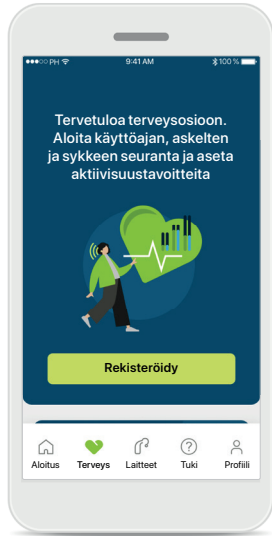 ●●●○○ PH 9:41 AM 100 %
Tervetuloa terveysosioon.
Aloita käyttöajan, askelten
ja sykkeen seuranta ja aseta
aktiivisuustavoitteita
Rekisteröidy
Aloitus Terveys Laitteet Tuki Profiili